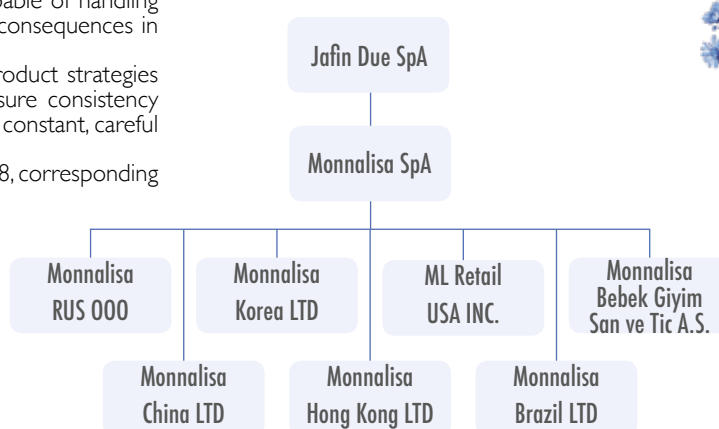 pable of handling
consequences in
roduct strategies
sure consistency
constant, careful
8, corresponding
Jafin Due SpA
Monnalisa SpA
Monnalisa
RUS OOO
Monnalisa
Korea LTD
ML Retail
USA INC.
Monnalisa
Bebek Giyim
San ve Tic A.S.
Monnalisa
China LTD
Monnalisa
Hong Kong LTD
Monnalisa
Brazil LTD